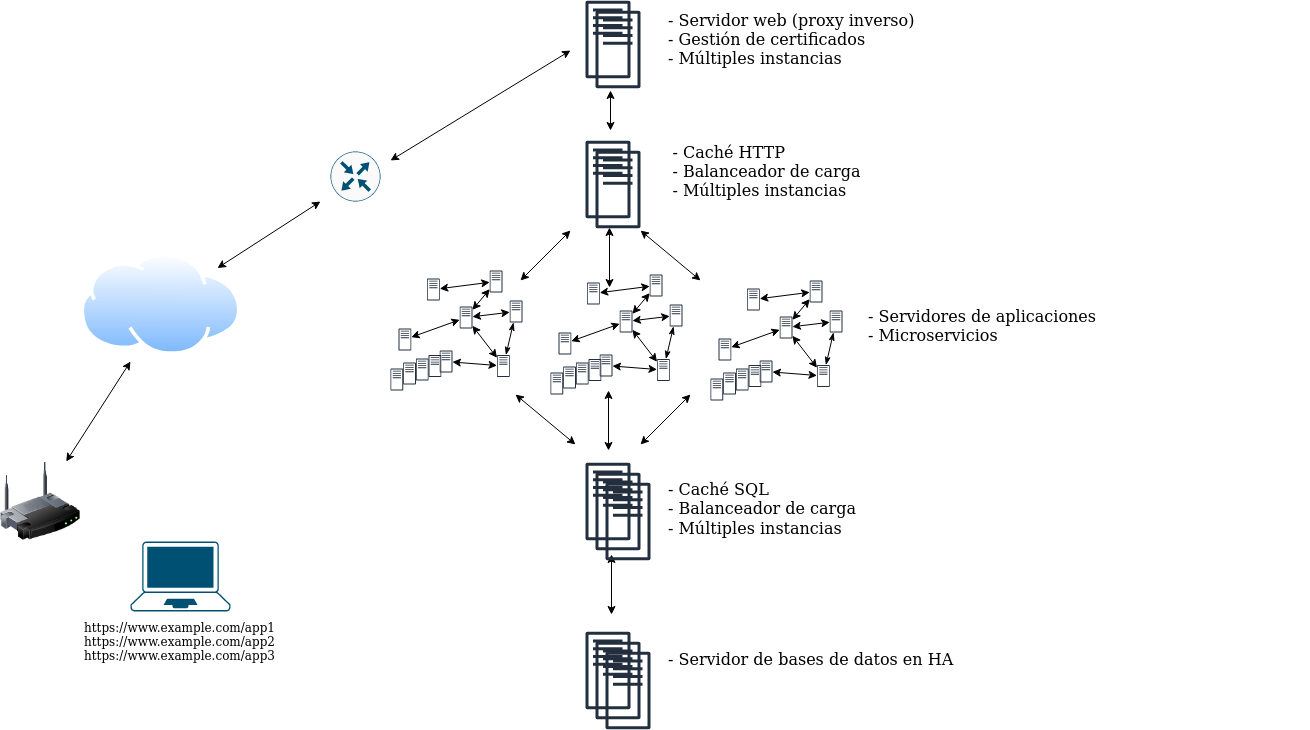 - Servidor web (proxy inverso)
- Gestión de certificados
- Múltiples instancias
- Caché HTTP
- Balanceador de carga
- Múltiples instancias
- Servidores de aplicaciones
- Microservicios
- Caché SQL
- Balanceador de carga
- Múltiples instancias
https://www.example.com/app1
https://www.example.com/app2
https://www.example.com/app3
- Servidor de bases de datos en HA